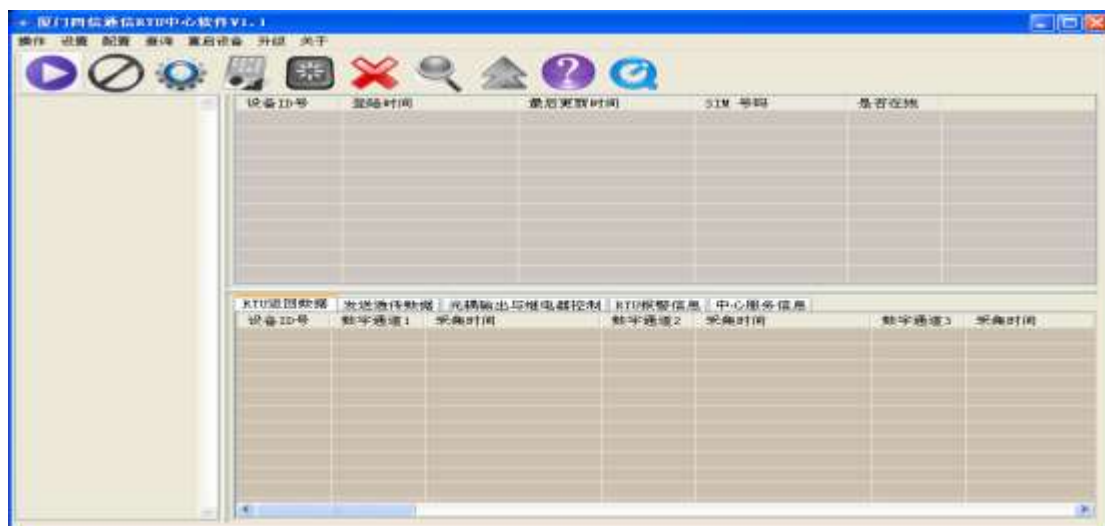 厦门四信通信RTU中心软件V1.1
操作 设置 配置 查询 重启设备 升级 关于
设备ID号 登陆时间 最后更新时间 SIM 号码 是否在线
RTU返回数据 发送透传数据 光耦输出与继电器控制 RTU报警信息 中心服务信息
设备ID号 数字通道1 采集时间 数字通道2 采集时间 数字通道3 采集时间